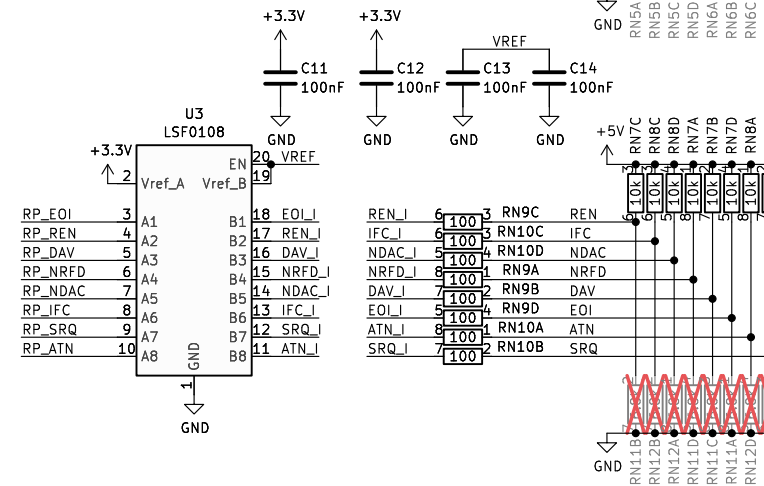 +3.3V
+3.3V
GND
RN5A
RN5B
RN5C
RN5D
RN6A
RN6B
RN6C
VREF
C11
100nF
C12
100nF
C13
100nF
C14
100nF
GND
GND
GND
GND
U3
LSF0108
+3.3V
2
Vref_A
EN
20
VREF
Vref_B
19
RP_EOI
3
A1
B1
18
EOI_I
RP_REN
4
A2
B2
17
REN_I
RP_DAV
5
A3
B3
16
DAV_I
RP_NRFD
6
A4
B4
15
NRFD_I
RP_NDAC
7
A5
B5
14
NDAC_I
RP_IFC
8
A6
B6
13
IFC_I
RP_SRQ
9
A7
B7
12
SRQ_I
RP_ATN
10
A8
B8
11
ATN_I
GND
1
GND
REN_I
6
100
3
RN9C
REN
IFC_I
6
100
3
RN10C
IFC
NDAC_I
5
100
4
RN10D
NDAC
NRFD_I
8
100
1
RN9A
NRFD
DAV_I
7
100
2
RN9B
DAV
EOI_I
5
100
4
RN9D
EOI
ATN_I
8
100
1
RN10A
ATN
SRQ_I
7
100
2
RN10B
SRQ
+5V
RN7C
RN8C
RN8D
RN7A
RN7B
RN7D
RN8A
10k
10k
10k
10k
10k
10k
10k
GND
RN11B
RN12B
RN12A
RN11D
RN11C
RN11A
RN12D